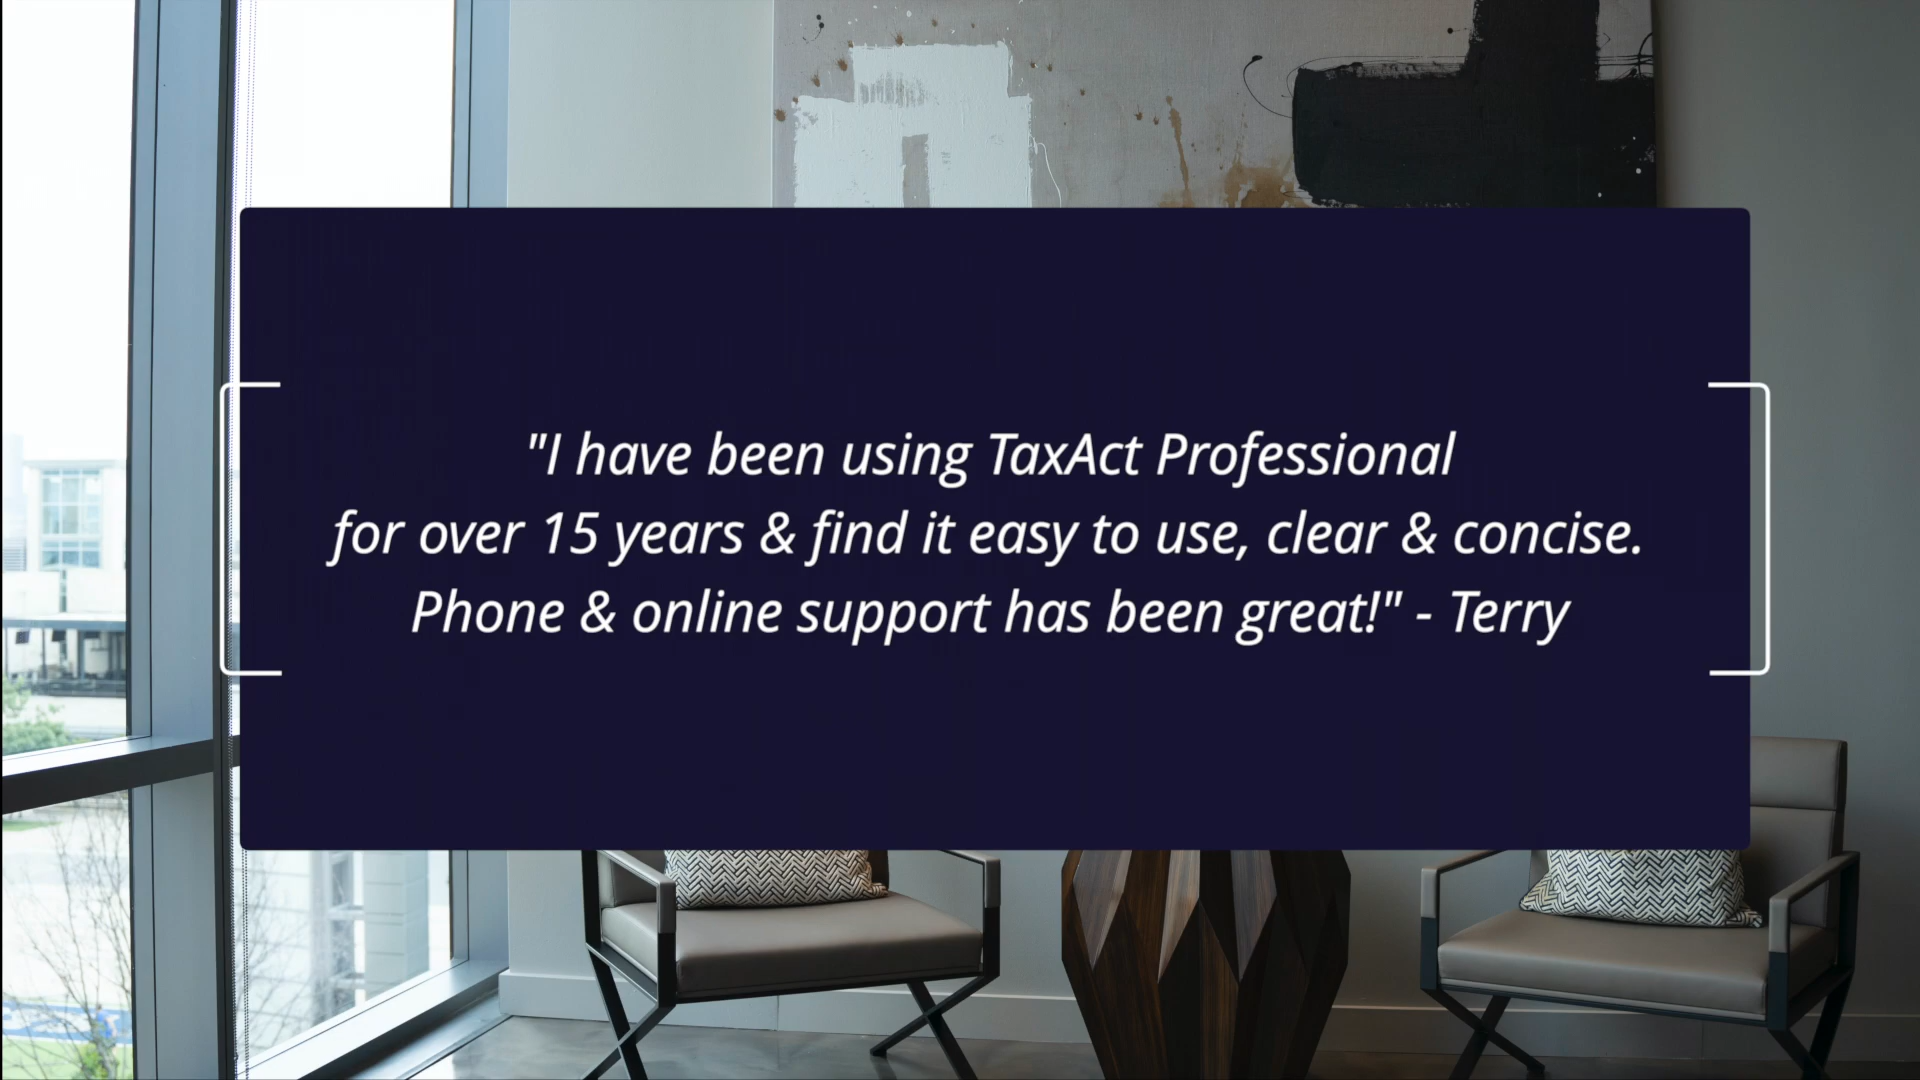 "I have been using TaxAct Professional
for over 15 years & find it easy to use, clear & concise.
Phone & online support has been great!" - Terry